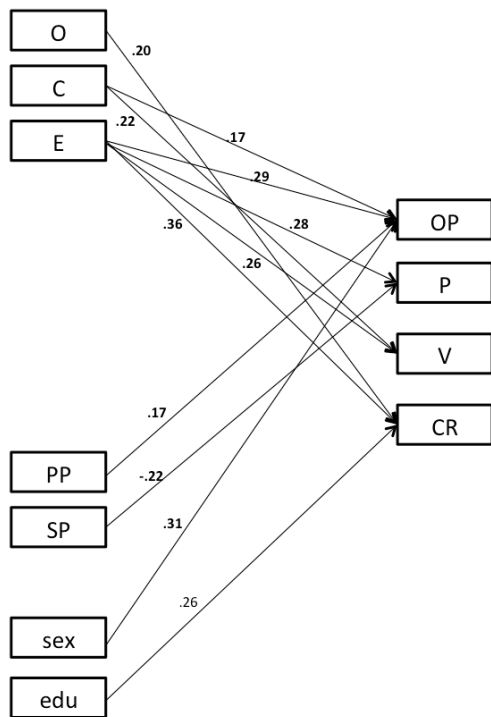 O
.20
C
.22
E
.17
.29
.36
.28
.26
OP
P
V
CR
.17
PP
-.22
SP
.31
.26
sex
edu